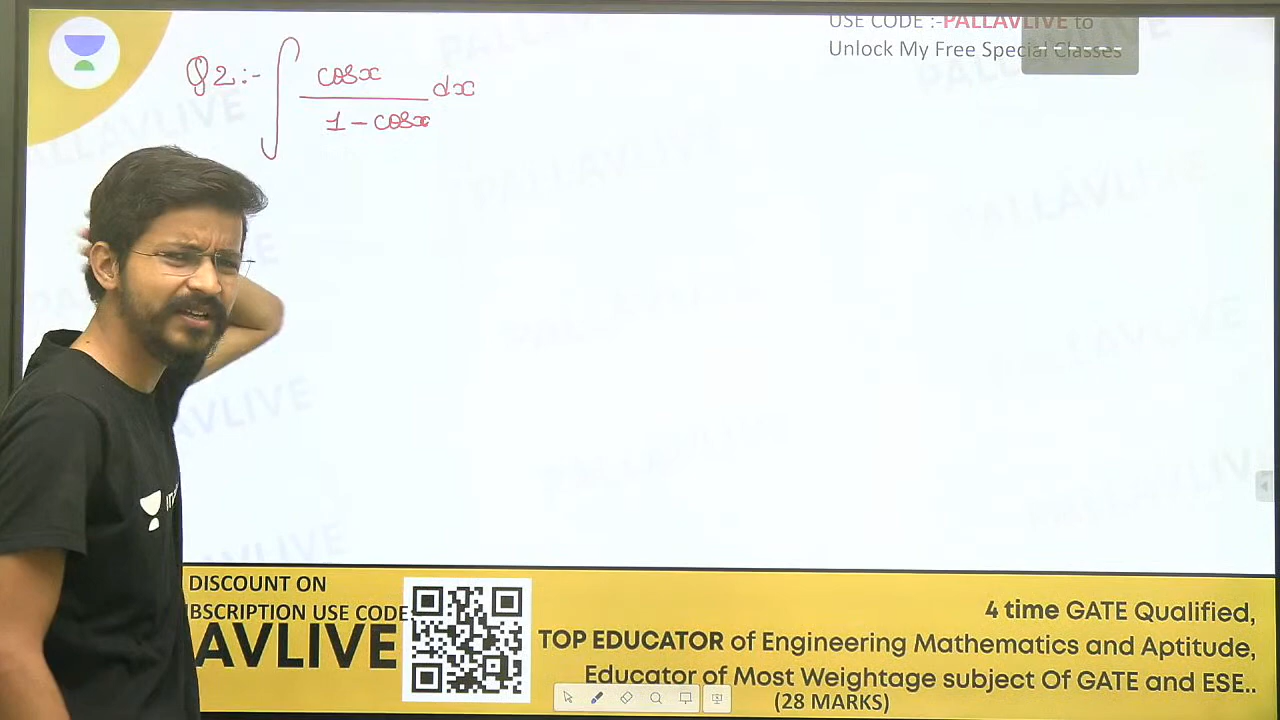 USE CODE :-PALLAVLIVE to
Unlock My Free Special Classes
Q2:- ∫ cosx / 1 - cosx dx
DISCOUNT ON
BSCRIPTION USE CODE:
AVLIVE
4 time GATE Qualified,
TOP EDUCATOR of Engineering Mathematics and Aptitude,
Educator of Most Weightage subject Of GATE and ESE..
(28 MARKS)